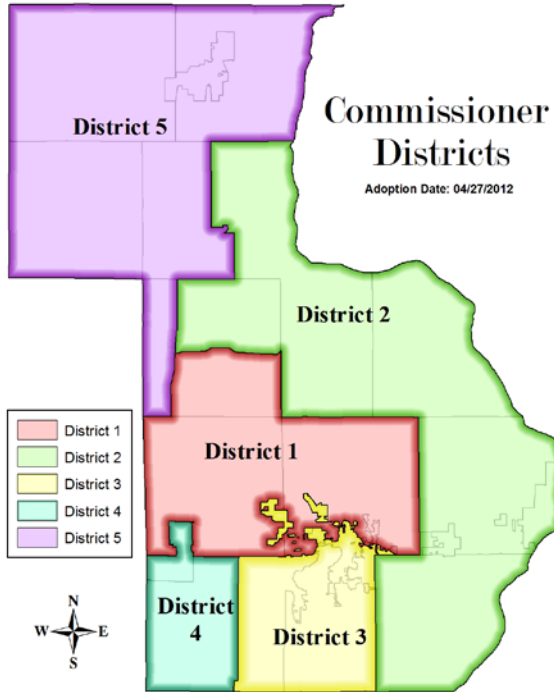 Commissioner
Districts
Adoption Date: 04/27/2012
District 5
District 2
District 1
District
4
District 3
District 1
District 2
District 3
District 4
District 5
N
W E
S